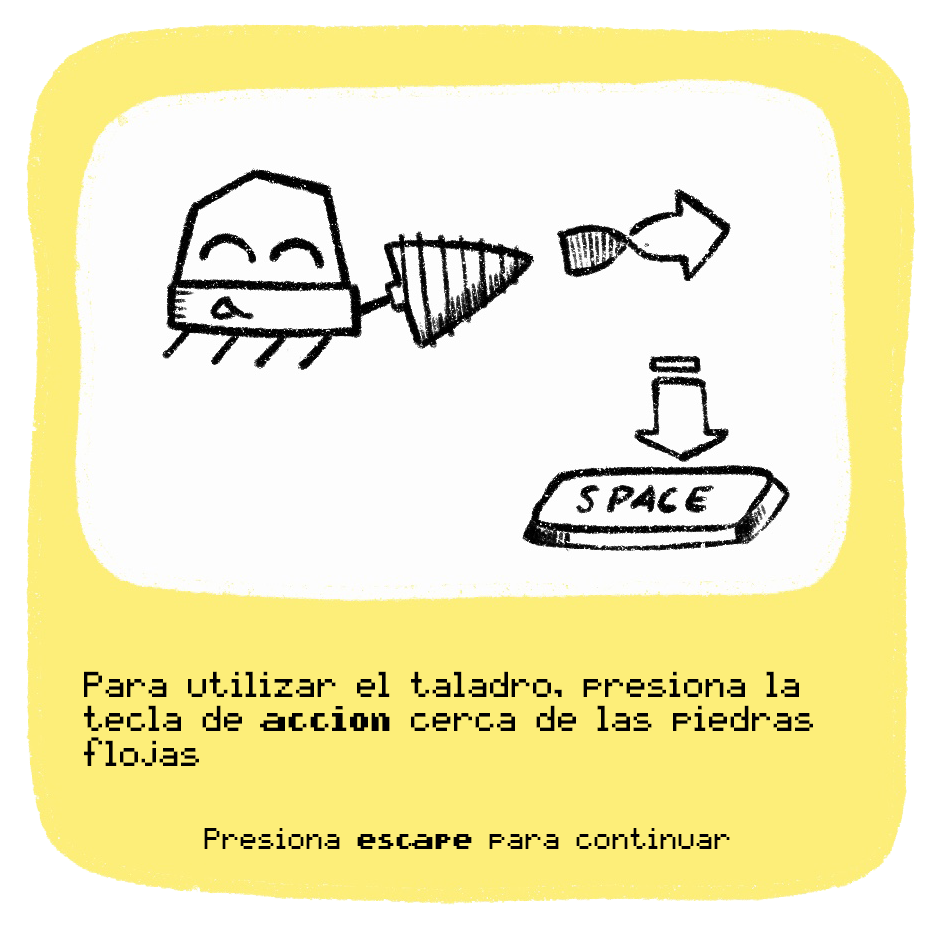 SPACE
Para utilizar el taladro, presiona la
tecla de accion cerca de las piedras
flojas
Presiona escape para continuar